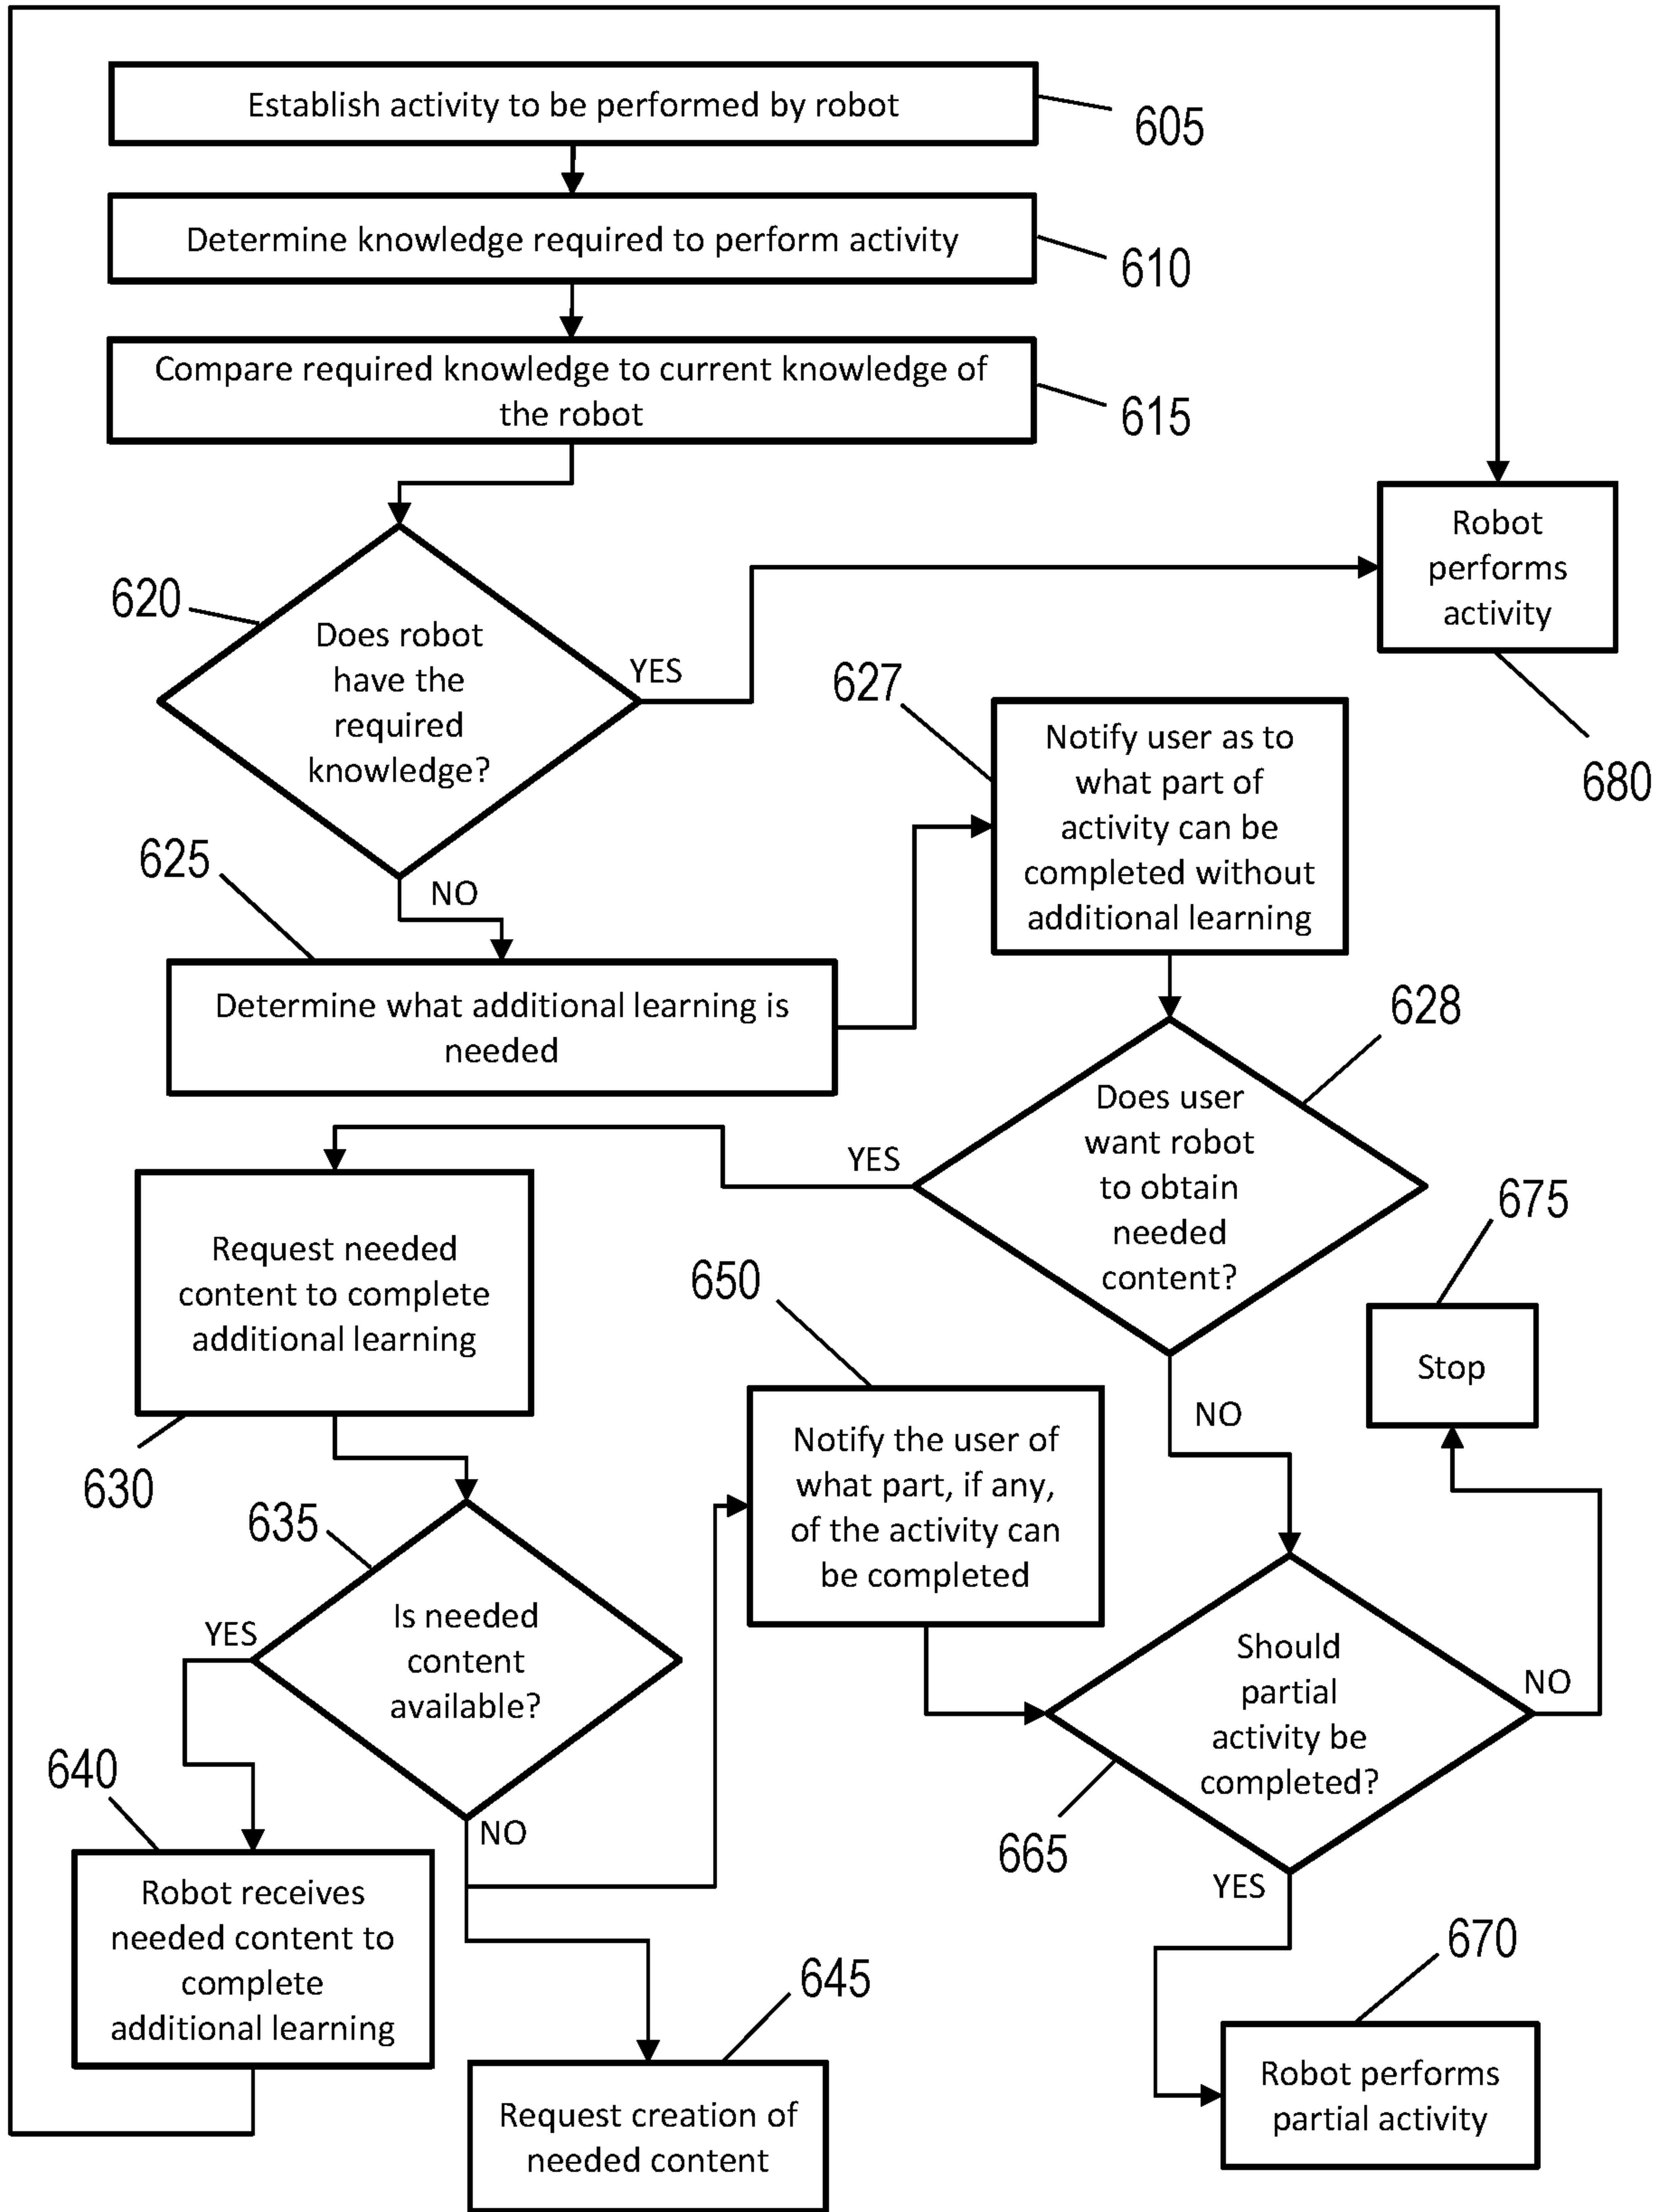 Establish activity to be performed by robot
605
Determine knowledge required to perform activity
610
Compare required knowledge to current knowledge of
the robot
615
620
Does robot
have the
required
knowledge?
YES
NO
Robot
performs
activity
680
625
Determine what additional learning is
needed
627
Notify user as to
what part of
activity can be
completed without
additional learning
628
Does user
want robot
to obtain
needed
content?
YES
NO
Request needed
content to complete
additional learning
630
635
Is needed
content
available?
YES
NO
640
Robot receives
needed content to
complete
additional learning
645
Request creation of
needed content
650
Notify the user of
what part, if any,
of the activity can
be completed
665
Should
partial
activity be
completed?
NO
YES
675
Stop
670
Robot performs
partial activity